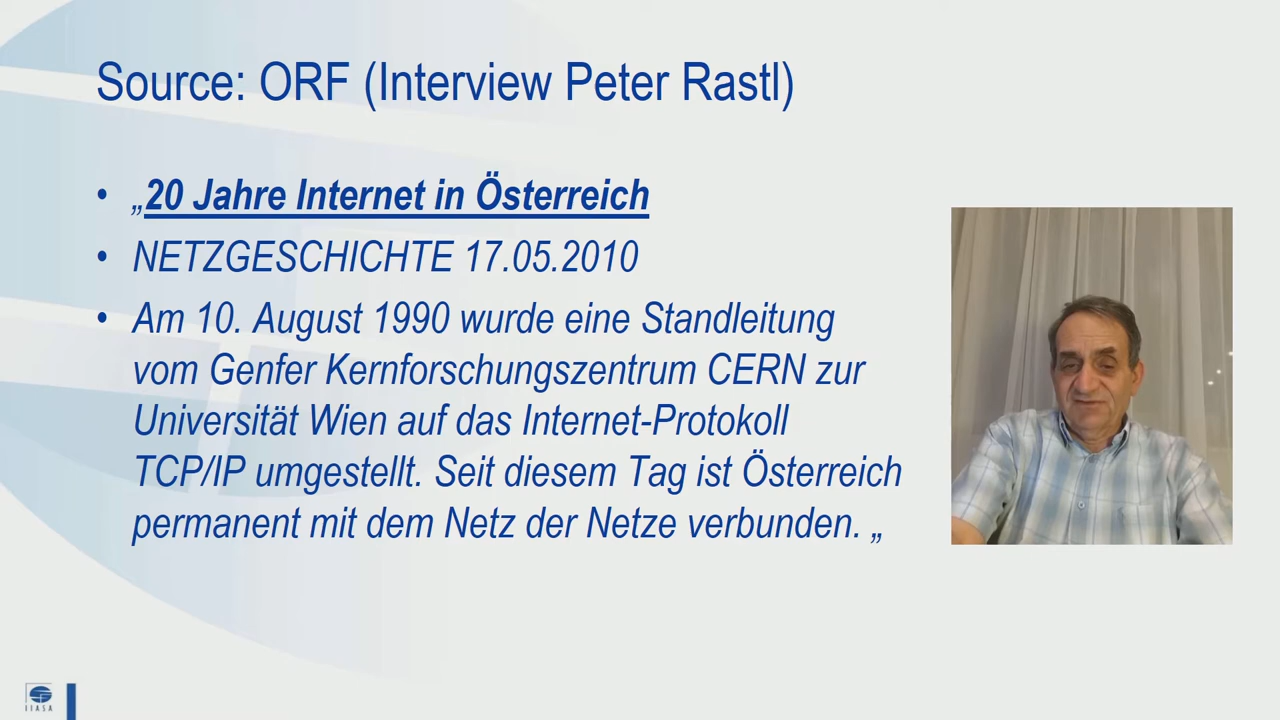 Source: ORF (Interview Peter Rastl)
• „20 Jahre Internet in Österreich
• NETZGESCHICHTE 17.05.2010
• Am 10. August 1990 wurde eine Standleitung
vom Genfer Kernforschungszentrum CERN zur
Universität Wien auf das Internet-Protokoll
TCP/IP umgestellt. Seit diesem Tag ist Österreich
permanent mit dem Netz der Netze verbunden. „
IIASA